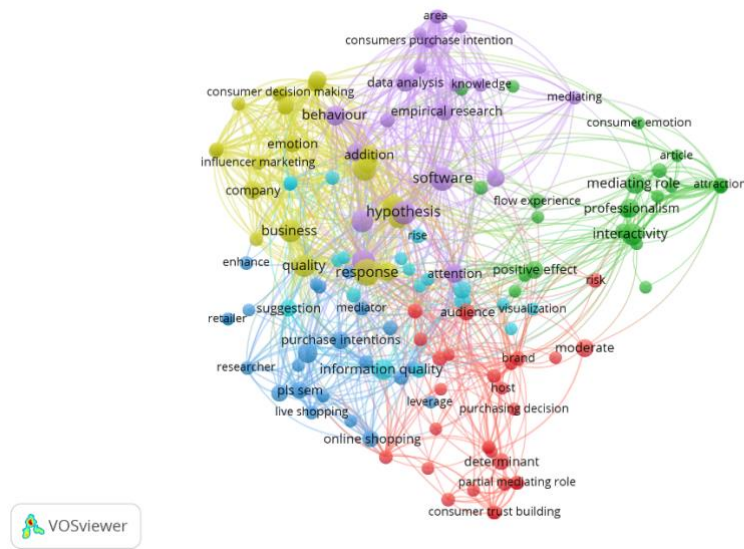 area
consumers purchase intention
data analysis
knowledge
consumer decision making
mediating
behaviour
empirical research
consumer emotion
emotion
addition
article
influencer marketing
software
mediating role
attraction
company
flow experience
hypothesis
professionalism
business
rise
interactivity
enhance
quality
response
attention
positive effect
risk
suggestion
mediator
audience
visualization
retailer
purchase intentions
moderate
brand
researcher
information quality
pls sem
host
live shopping
leverage
purchasing decision
online shopping
determinant
partial mediating role
consumer trust building
VOSviewer